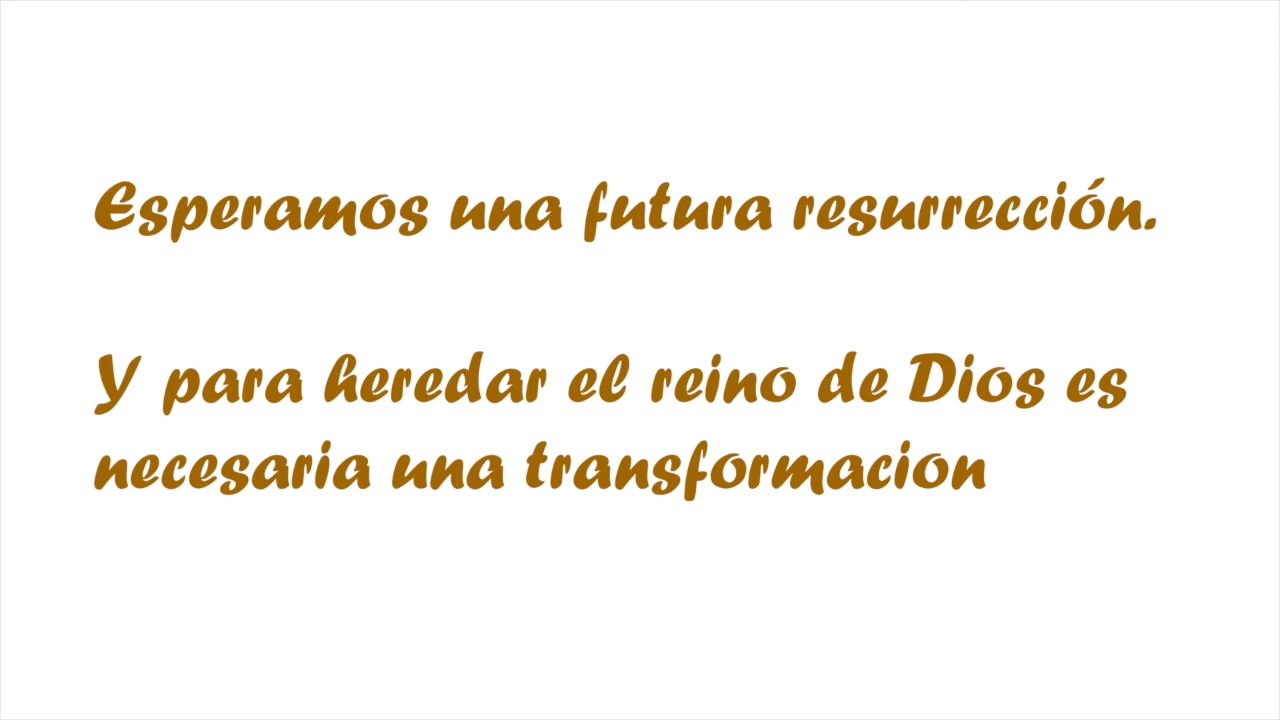 Esperamos una futura resurrección.
Y para heredar el reino de Dios es
necesaria una transformacion